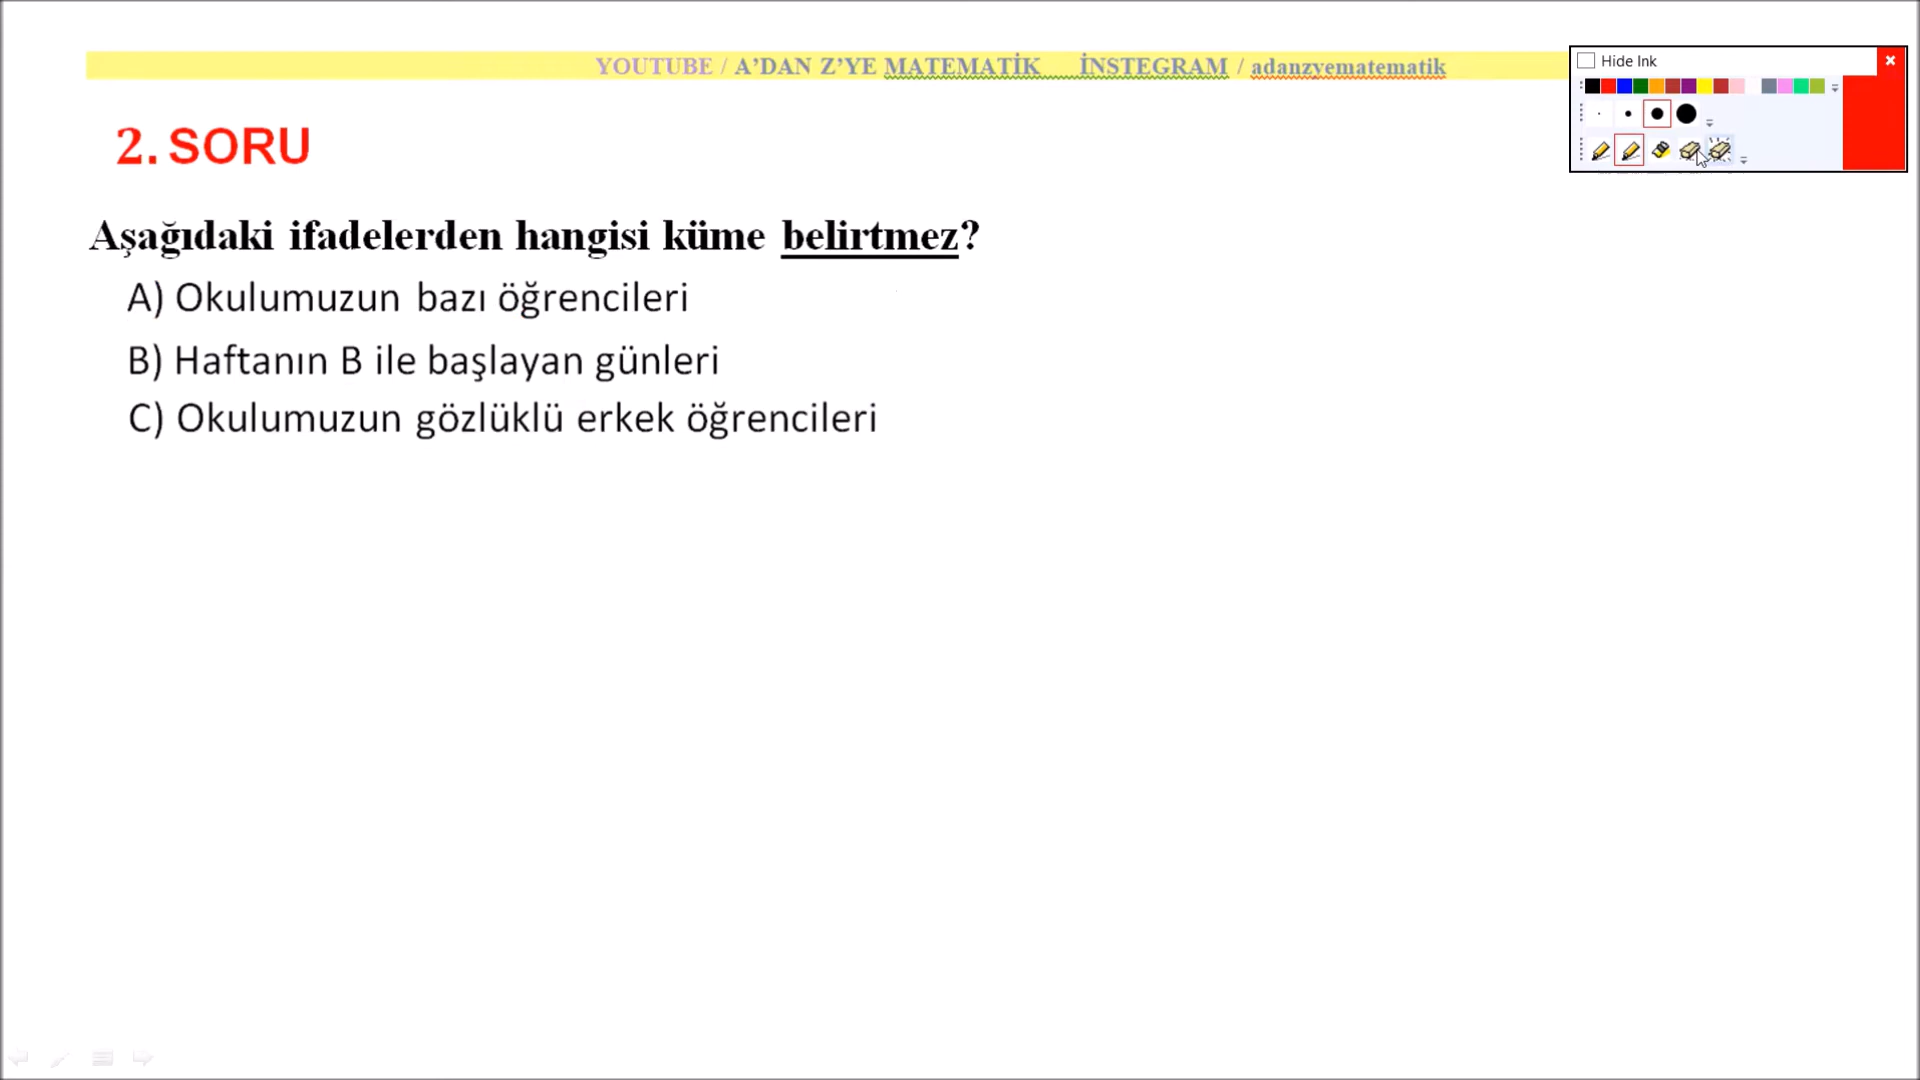 YOUTUBE / A’DAN Z’YE MATEMATİK İNSTEGRAM / adanzyematematik
Hide Ink
2. SORU
Aşağıdaki ifadelerden hangisi küme belirtmez?
A) Okulumuzun bazı öğrencileri
B) Haftanın B ile başlayan günleri
C) Okulumuzun gözlüklü erkek öğrencileri